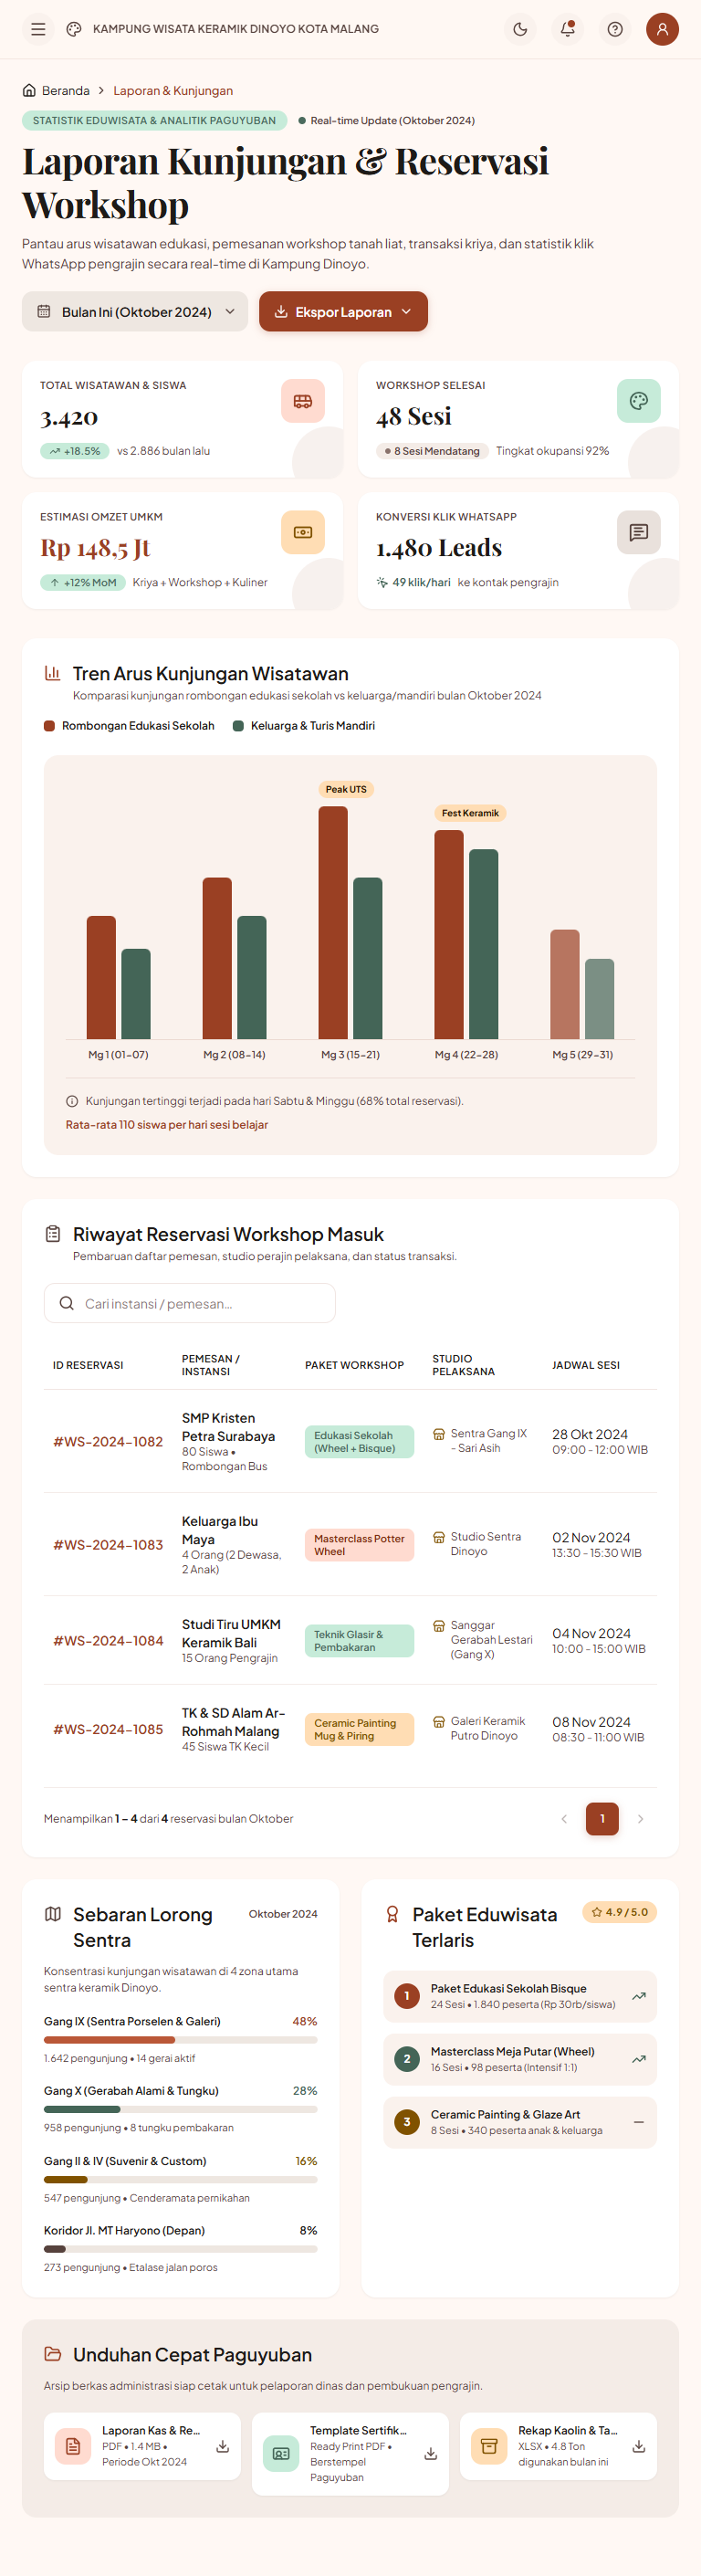 KAMPUNG WISATA KERAMIK DINOYO KOTA MALANG
Beranda > Laporan & Kunjungan
STATISTIK EDUWISATA & ANALITIK PAGUYUBAN
Real-time Update (Oktober 2024)
Laporan Kunjungan & Reservasi
Workshop
Pantau arus wisatawan edukasi, pemesanan workshop tanah liat, transaksi kriya, dan statistik klik
WhatsApp pengrajin secara real-time di Kampung Dinoyo.
Bulan Ini (Oktober 2024)
Ekspor Laporan
TOTAL WISATAWAN & SISWA
3.420
+18.5% vs 2.886 bulan lalu
WORKSHOP SELESAI
48 Sesi
8 Sesi Mendatang Tingkat okupansi 92%
ESTIMASI OMZET UMKM
Rp 148,5 Jt
+12% MoM Kriya + Workshop + Kuliner
KONVERSI KLIK WHATSAPP
1.480 Leads
49 klik/hari ke kontak pengrajin
Tren Arus Kunjungan Wisatawan
Komparasi kunjungan rombongan edukasi sekolah vs keluarga/mandiri bulan Oktober 2024
Rombongan Edukasi Sekolah
Keluarga & Turis Mandiri
Peak UTS
Fest Keramik
Mg 1 (01-07)
Mg 2 (08-14)
Mg 3 (15-21)
Mg 4 (22-28)
Mg 5 (29-31)
Kunjungan tertinggi terjadi pada hari Sabtu & Minggu (68% total reservasi).
Rata-rata 110 siswa per hari sesi belajar
Riwayat Reservasi Workshop Masuk
Pembaruan daftar pemesan, studio perajin pelaksana, dan status transaksi.
Cari instansi / pemesan...
ID RESERVASI
PEMESAN /
INSTANSI
PAKET WORKSHOP
STUDIO
PELAKSANA
JADWAL SESI
#WS-2024-1082
SMP Kristen
Petra Surabaya
80 Siswa •
Rombongan Bus
Edukasi Sekolah
(Wheel + Bisque)
Sentra Gang IX
- Sari Asih
28 Okt 2024
09:00 - 12:00 WIB
#WS-2024-1083
Keluarga Ibu
Maya
4 Orang (2 Dewasa,
2 Anak)
Masterclass Potter
Wheel
Studio Sentra
Dinoyo
02 Nov 2024
13:30 - 15:30 WIB
#WS-2024-1084
Studi Tiru UMKM
Keramik Bali
15 Orang Pengrajin
Teknik Glasir &
Pembakaran
Sanggar
Gerabah Lestari
(Gang X)
04 Nov 2024
10:00 - 15:00 WIB
#WS-2024-1085
TK & SD Alam Ar-
Rohmah Malang
45 Siswa TK Kecil
Ceramic Painting
Mug & Piring
Galeri Keramik
Putro Dinoyo
08 Nov 2024
08:30 - 11:00 WIB
Menampilkan 1 – 4 dari 4 reservasi bulan Oktober
1
Sebaran Lorong
Sentra
Oktober 2024
Konsentrasi kunjungan wisatawan di 4 zona utama
sentra keramik Dinoyo.
Gang IX (Sentra Porselen & Galeri) 48%
1.642 pengunjung • 14 gerai aktif
Gang X (Gerabah Alami & Tungku) 28%
958 pengunjung • 8 tungku pembakaran
Gang II & IV (Suvenir & Custom) 16%
547 pengunjung • Cenderamata pernikahan
Koridor Jl. MT Haryono (Depan) 8%
273 pengunjung • Etalase jalan poros
Paket Eduwisata
Terlaris
4.9 / 5.0
1
Paket Edukasi Sekolah Bisque
24 Sesi • 1.840 peserta (Rp 30rb/siswa)
2
Masterclass Meja Putar (Wheel)
16 Sesi • 98 peserta (Intensif 1:1)
3
Ceramic Painting & Glaze Art
8 Sesi • 340 peserta anak & keluarga
Unduhan Cepat Paguyuban
Arsip berkas administrasi siap cetak untuk pelaporan dinas dan pembukuan pengrajin.
Laporan Kas & Re...
PDF • 1.4 MB •
Periode Okt 2024
Template Sertifik...
Ready Print PDF •
Berstempel
Paguyuban
Rekap Kaolin & Ta...
XLSX • 4.8 Ton
digunakan bulan ini